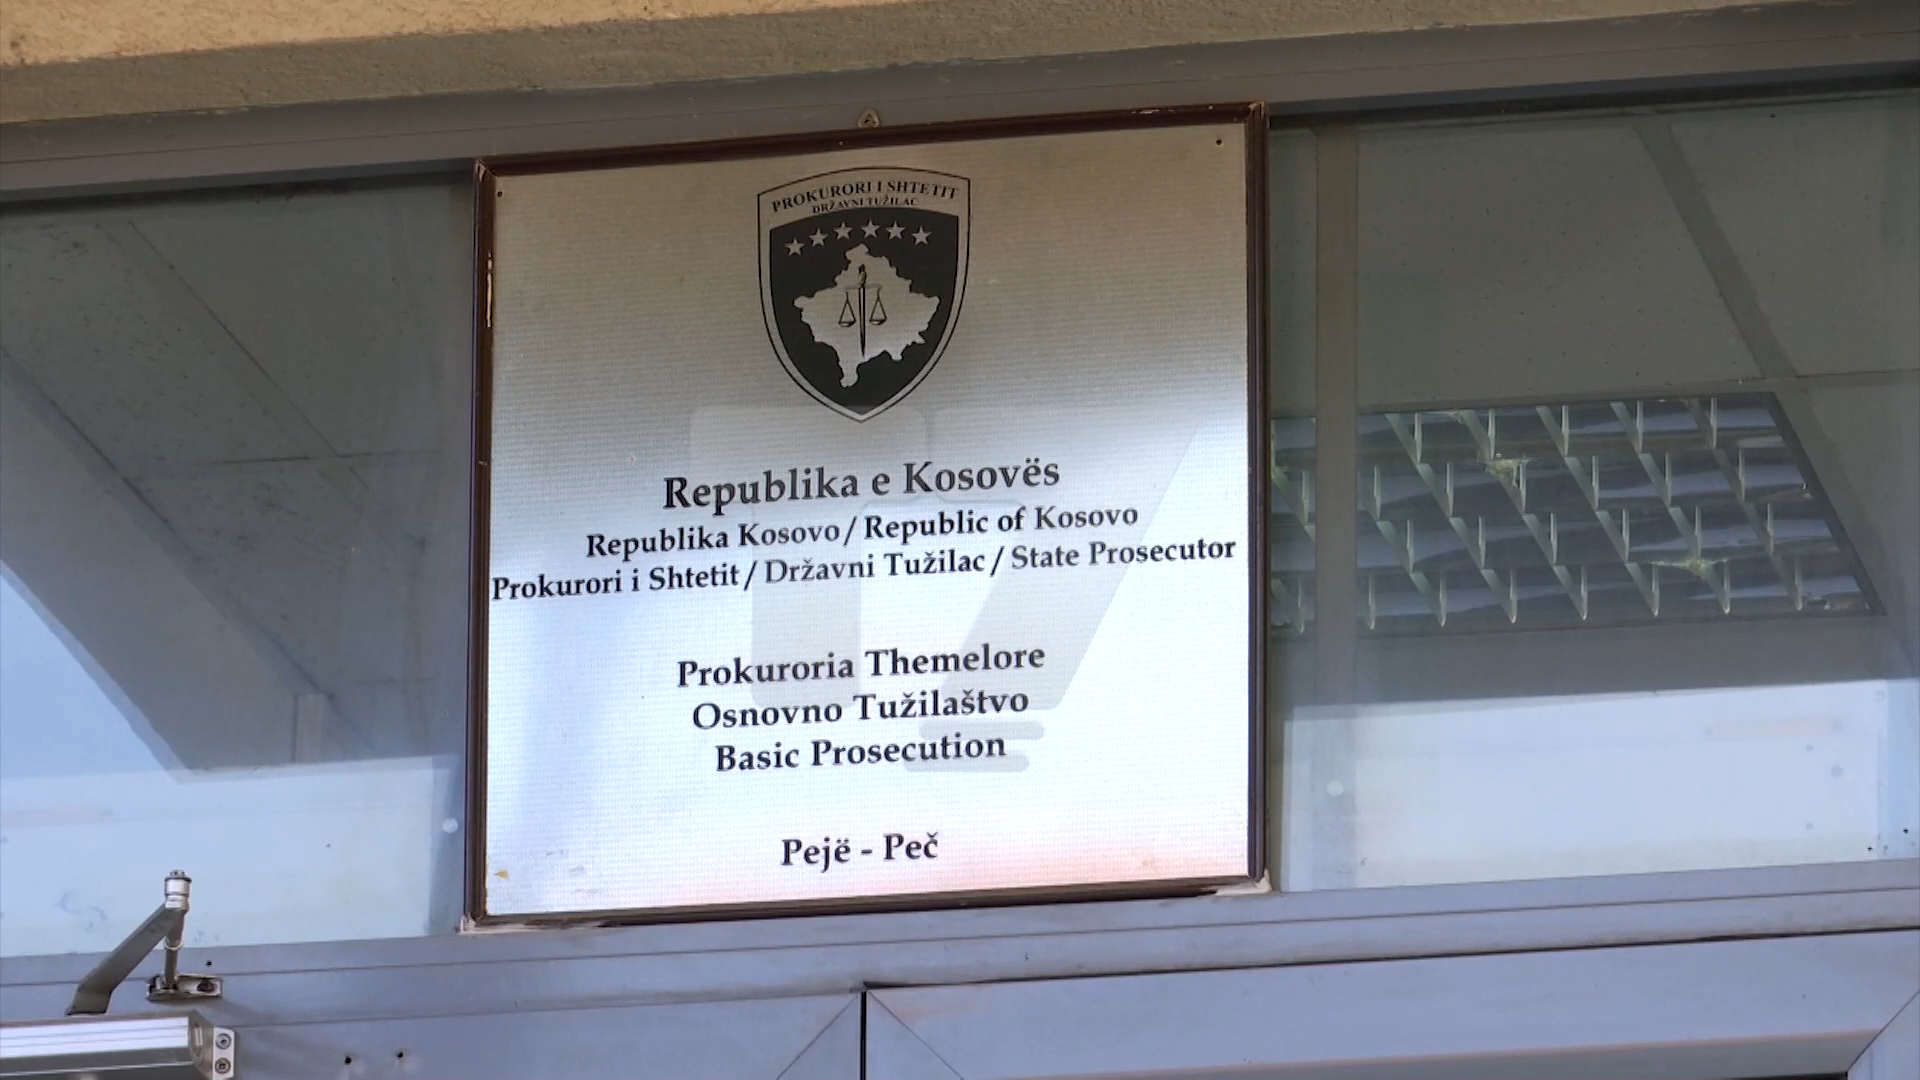 PROKURORI I SHTETIT
DRŽAVNI TUŽILAC
Republika e Kosovës
Republika Kosovo / Republic of Kosovo
Prokurori i Shtetit / Državni Tužilac / State Prosecutor
Prokuroria Themelore
Osnovno Tužilaštvo
Basic Prosecution
Pejë - Peč